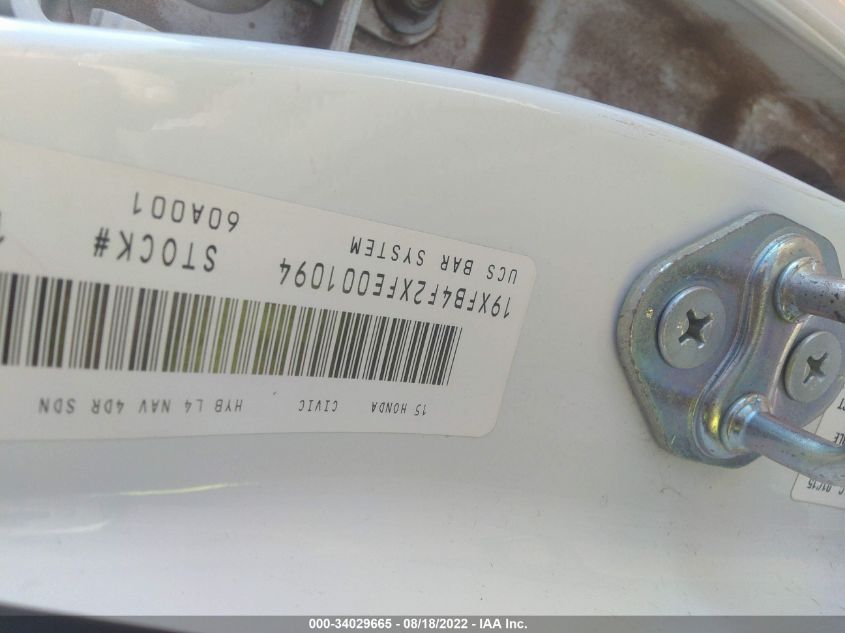 15 HONDA CIVIC HYB L4 NAV 4DR SDN
19XFB4F2XFE001094 STOCK#
UCS BAR SYSTEM 60A001
C 01C15
000-34029665 - 08/18/2022 - IAA Inc.